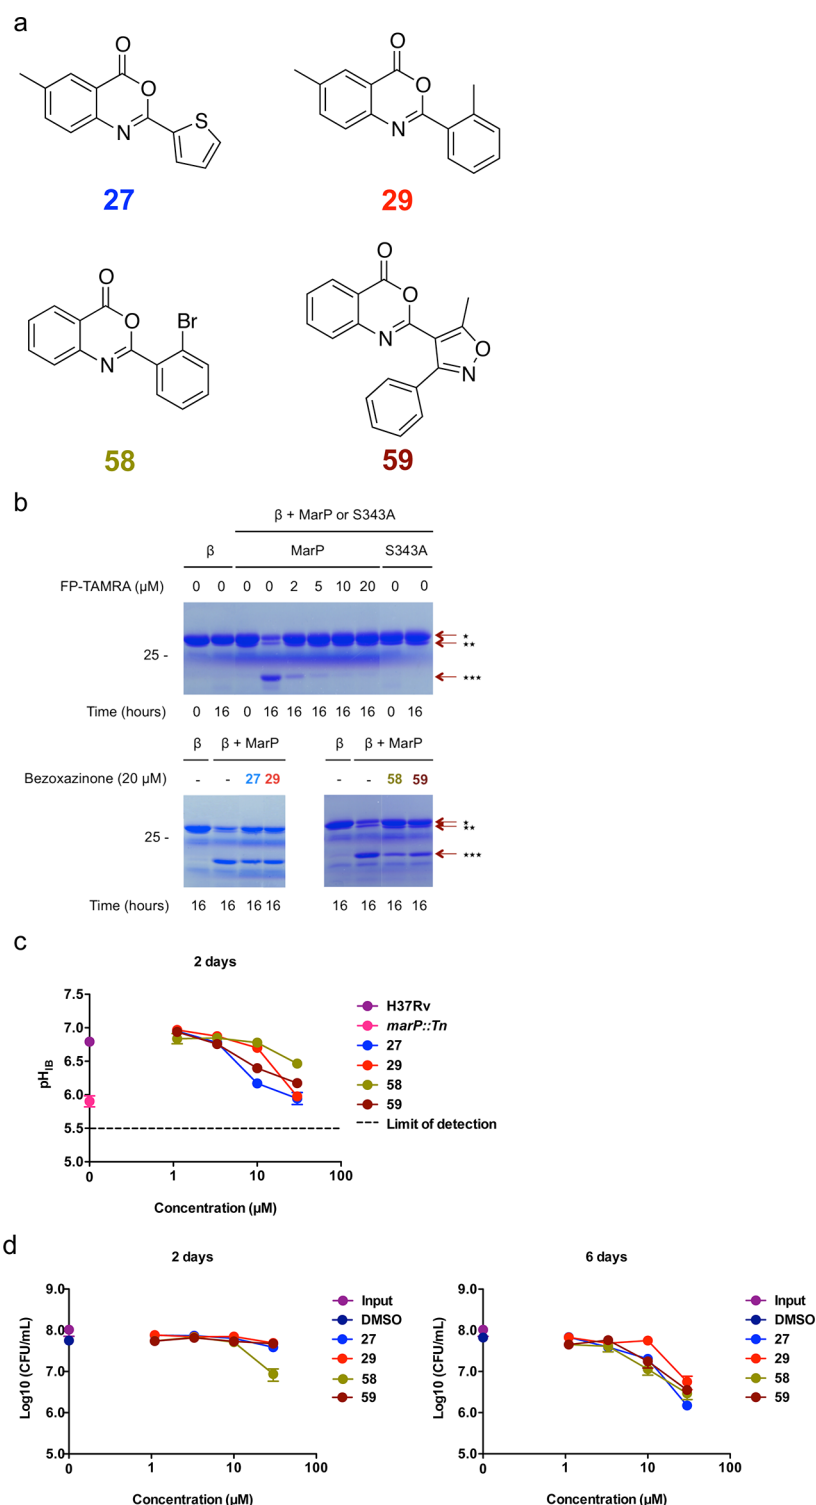 a
O
O
N
S
27
O
O
N
29
O
O
N
Br
58
O
O
N
O
N
59
b
β + MarP or S343A
β MarP S343A
FP-TAMRA (μM) 0 0 0 0 2 5 10 20 0 0
★
★★
25 -
★★★
Time (hours) 0 16 0 16 16 16 16 16 0 16
β β + MarP β β + MarP
Bezoxazinone (20 μM) - - 27 29 - - 58 59
★
★★
25 -
★★★
Time (hours) 16 16 16 16 16 16 16 16
c
2 days
pHIB
7.5
7.0
6.5
6.0
5.5
5.0
0 1 10 100
Concentration (μM)
H37Rv
marP::Tn
27
29
58
59
Limit of detection
d
2 days
Log10 (CFU/mL)
9.0
8.0
7.0
6.0
5.0
0 1 10 100
Concentration (μM)
Input
DMSO
27
29
58
59
6 days
Log10 (CFU/mL)
9.0
8.0
7.0
6.0
5.0
0 1 10 100
Concentration (μM)
Input
DMSO
27
29
58
59